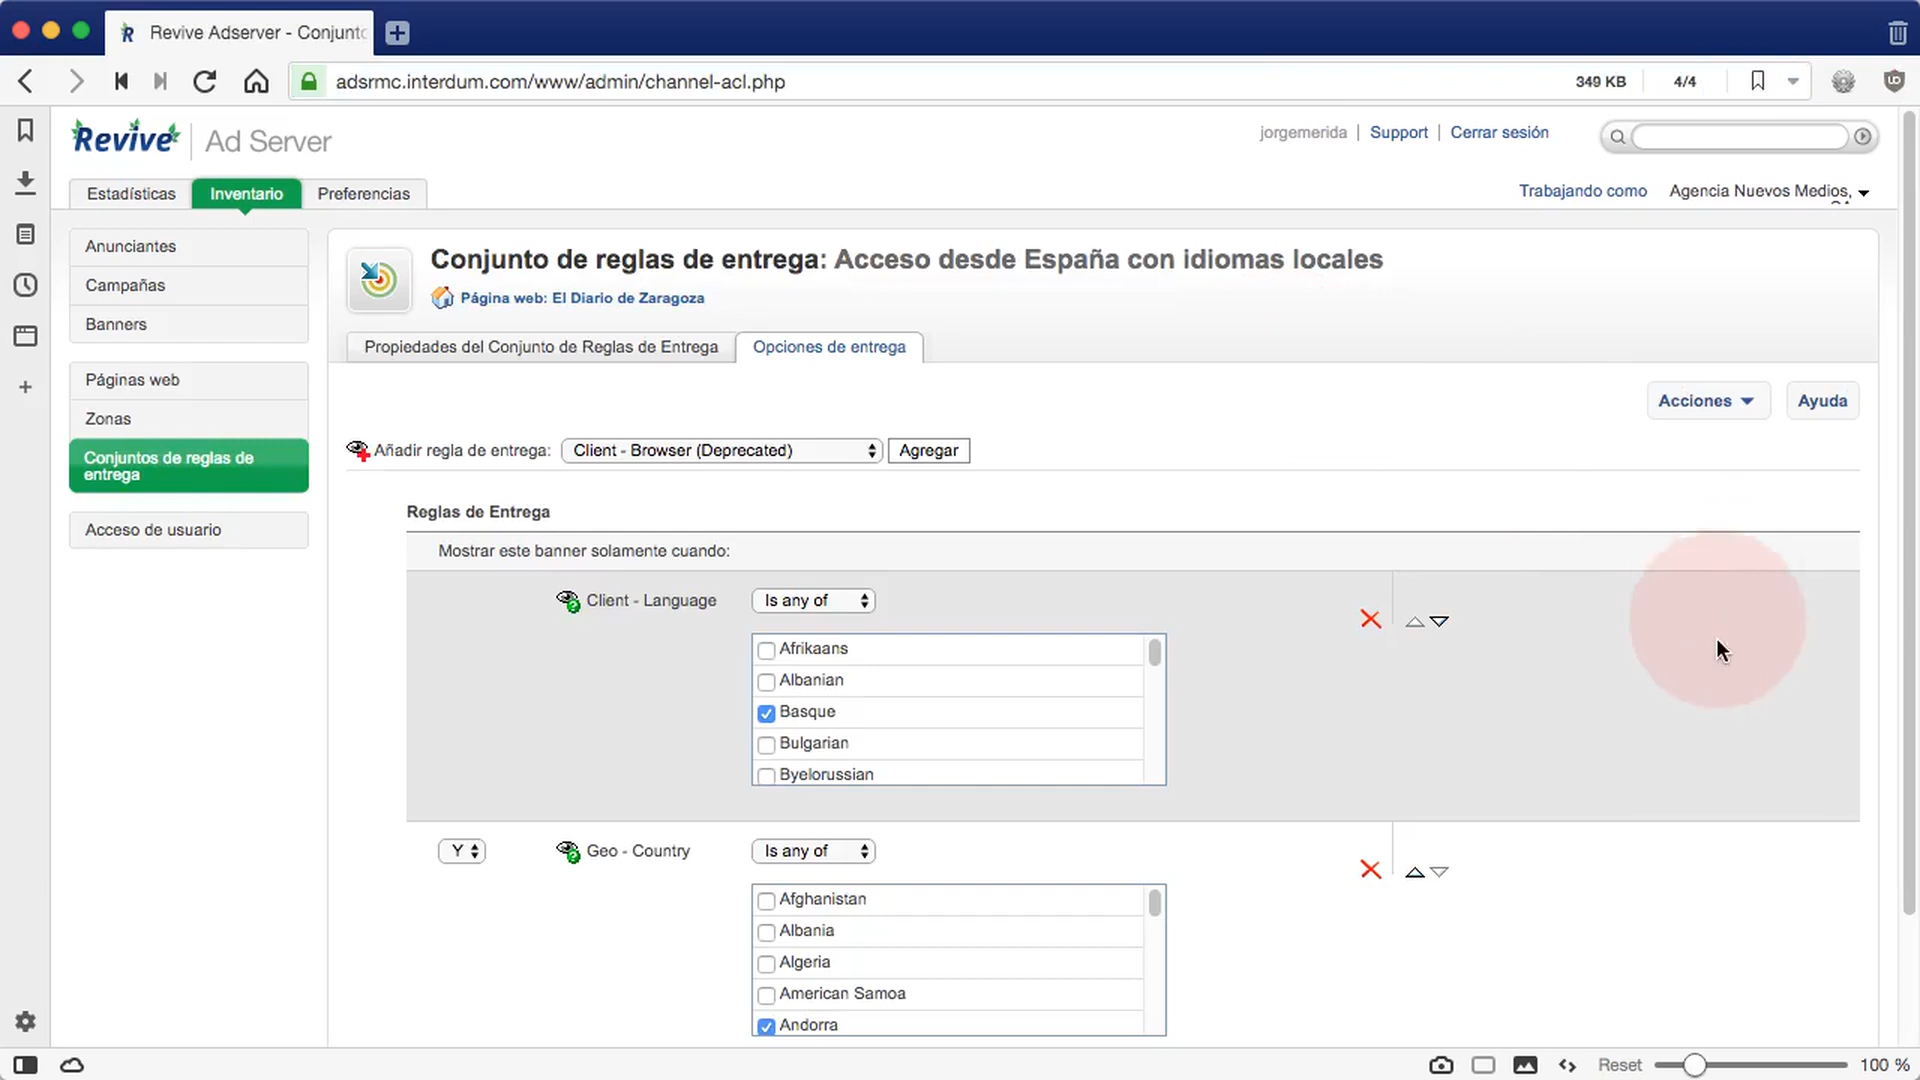 Revive Adserver - Conjunto
adsrmc.interdum.com/www/admin/channel-acl.php
349 KB
4/4
Revive Ad Server
jorgemerida | Support | Cerrar sesión
Estadísticas
Inventario
Preferencias
Trabajando como
Agencia Nuevos Medios,
Anunciantes
Campañas
Banners
Páginas web
Zonas
Conjuntos de reglas de
entrega
Acceso de usuario
Conjunto de reglas de entrega: Acceso desde España con idiomas locales
Página web: El Diario de Zaragoza
Propiedades del Conjunto de Reglas de Entrega
Opciones de entrega
Acciones
Ayuda
Añadir regla de entrega:
Client - Browser (Deprecated)
Agregar
Reglas de Entrega
Mostrar este banner solamente cuando:
Client - Language
Is any of
Afrikaans
Albanian
Basque
Bulgarian
Byelorussian
Y
Geo - Country
Is any of
Afghanistan
Albania
Algeria
American Samoa
Andorra
Reset
100 %